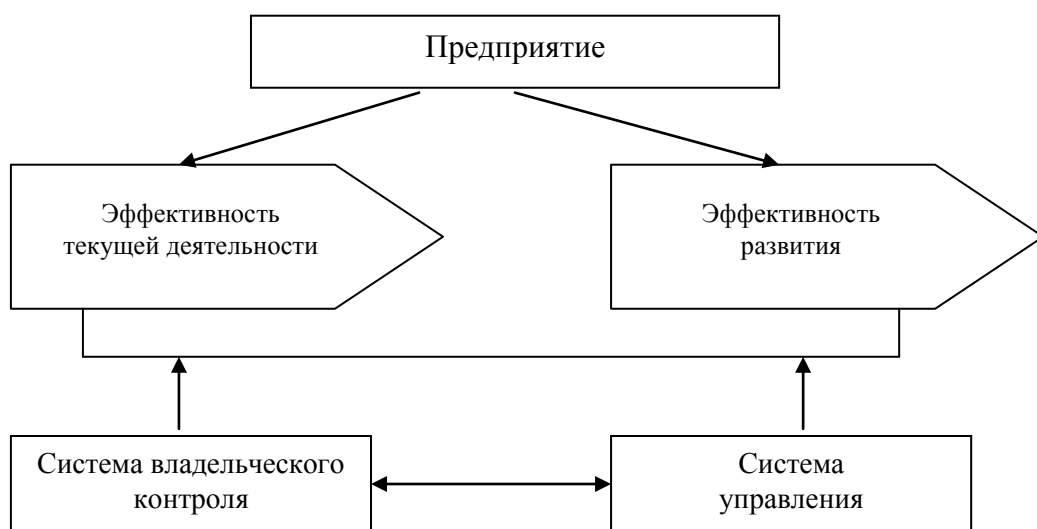 Предприятие
Эффективность
текущей деятельности
Эффективность
развития
Система владельческого
контроля
Система
управления